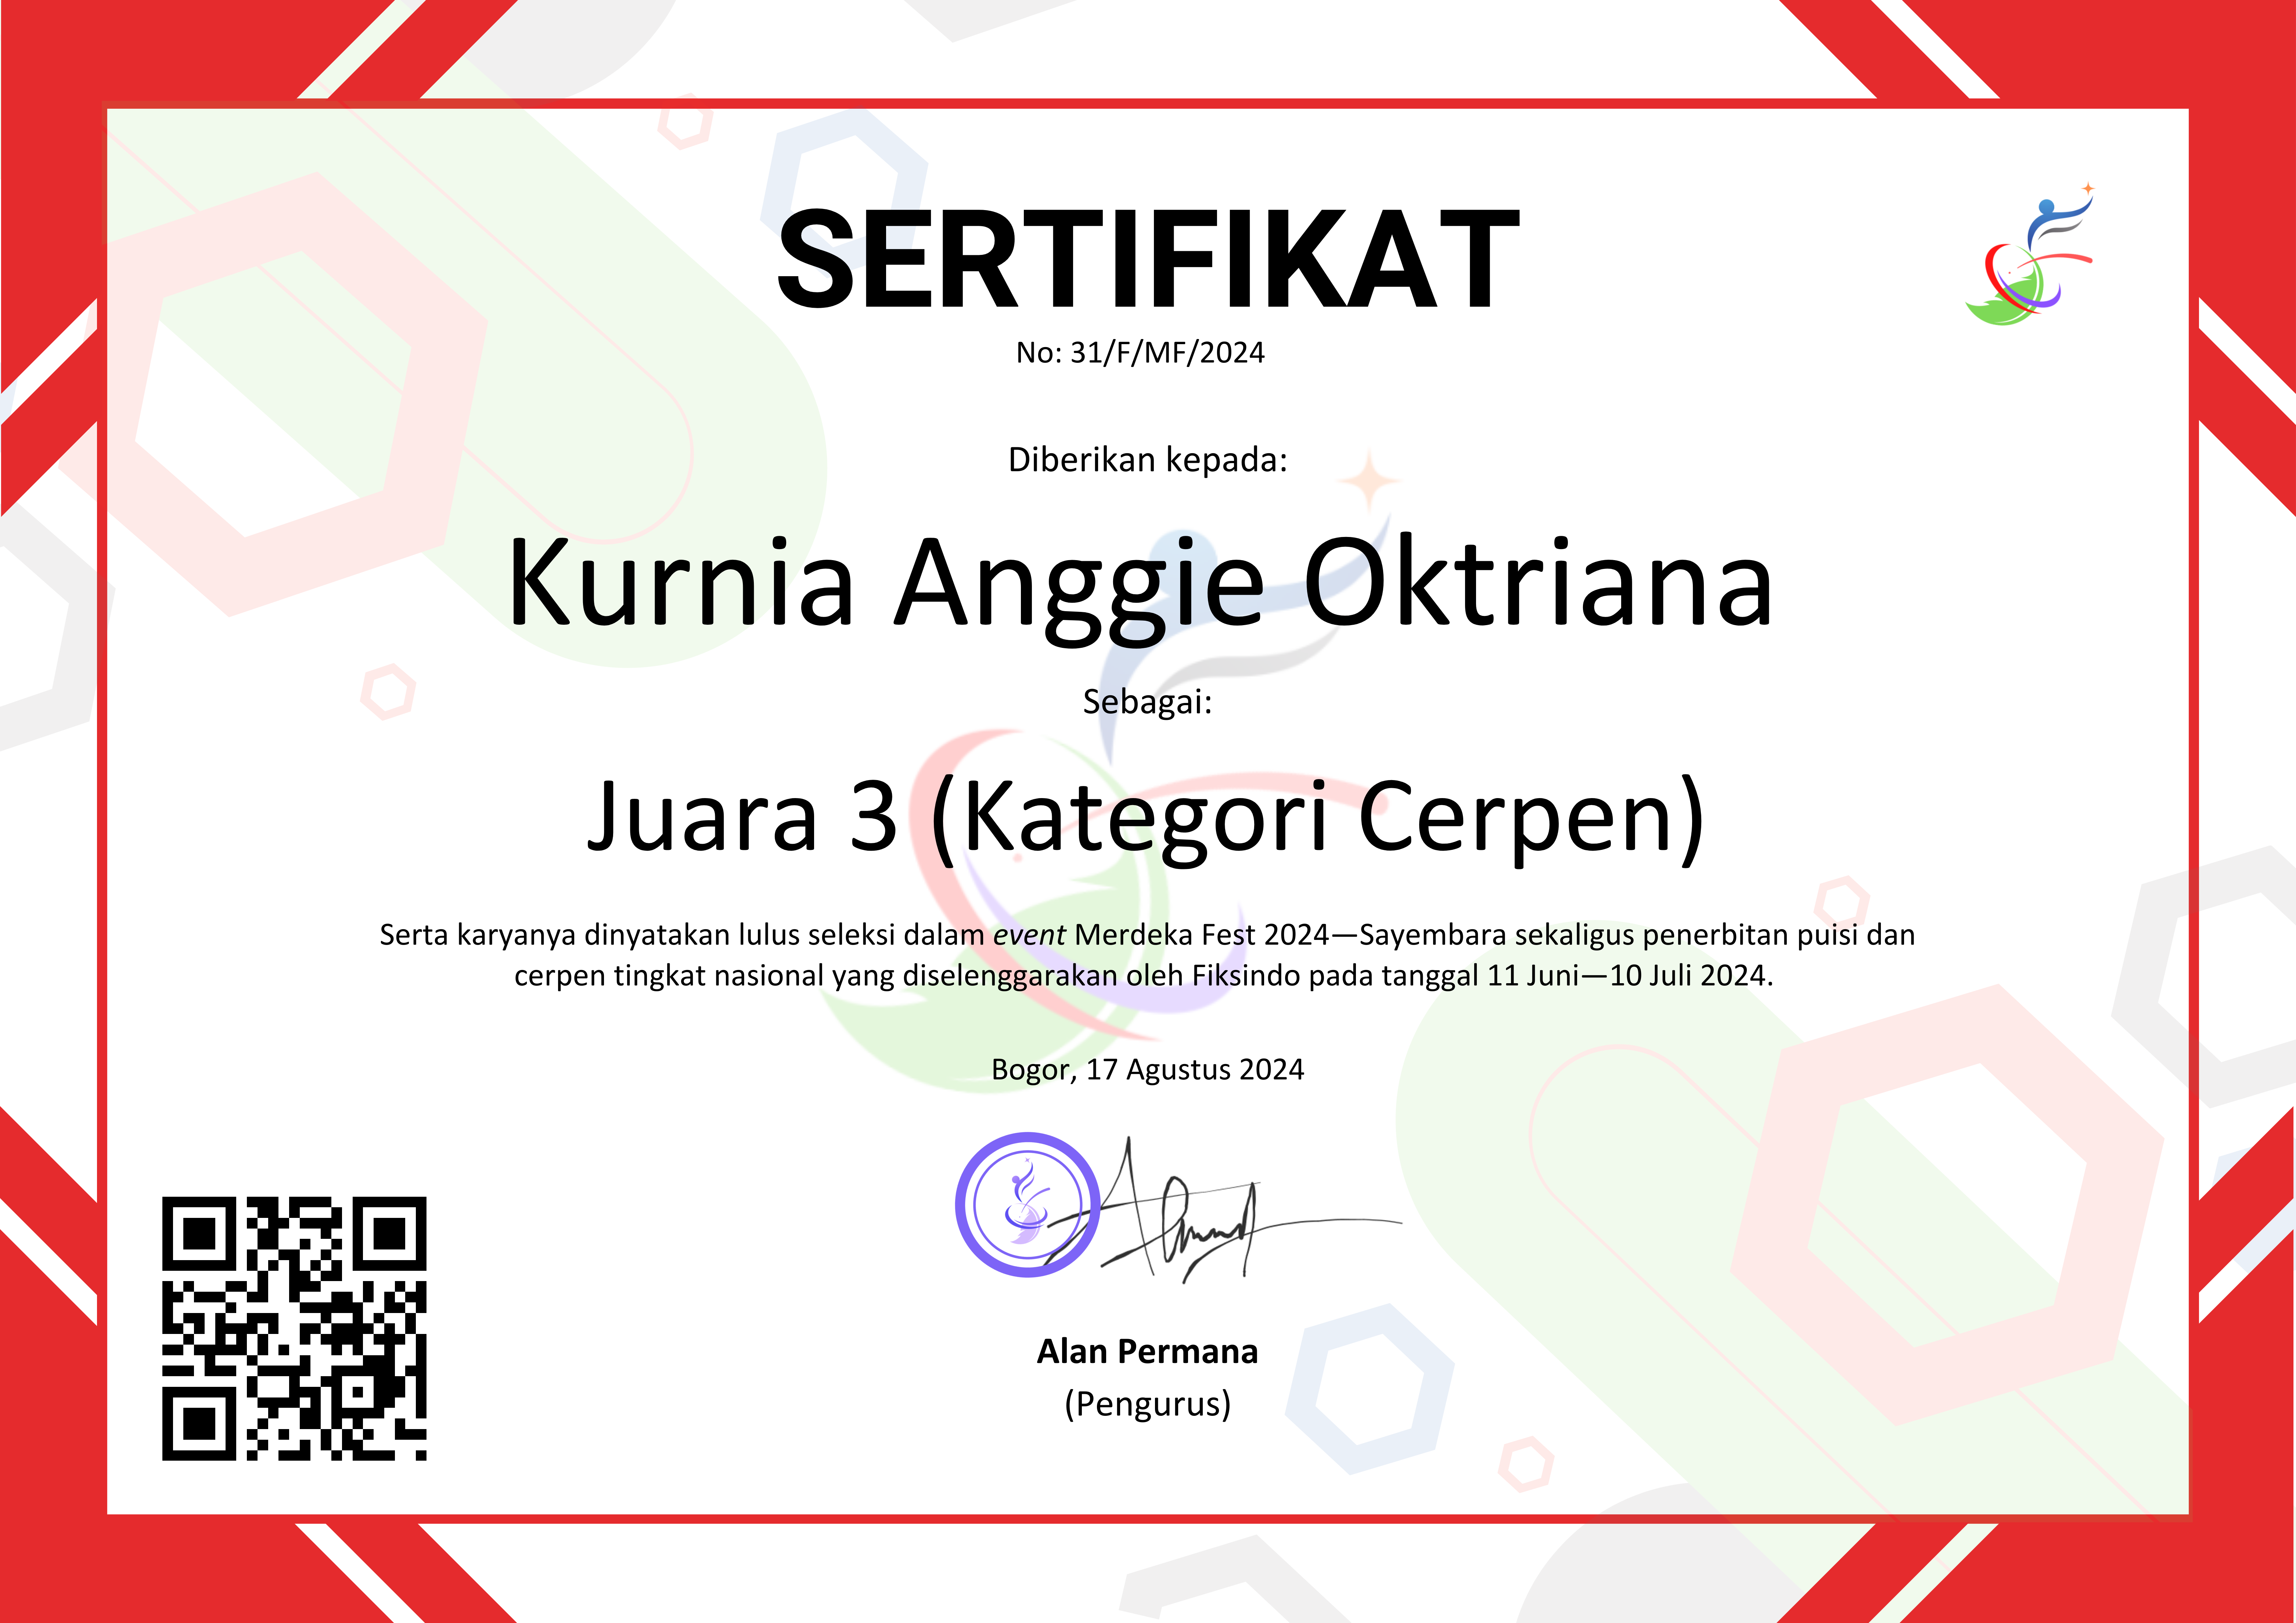 SERTIFIKAT
No: 31/F/MF/2024
Diberikan kepada:
Kurnia Anggie Oktriana
Sebagai:
Juara 3 (Kategori Cerpen)
Serta karyanya dinyatakan lulus seleksi dalam event Merdeka Fest 2024—Sayembara sekaligus penerbitan puisi dan
cerpen tingkat nasional yang diselenggarakan oleh Fiksindo pada tanggal 11 Juni—10 Juli 2024.
Bogor, 17 Agustus 2024
Alan Permana
(Pengurus)